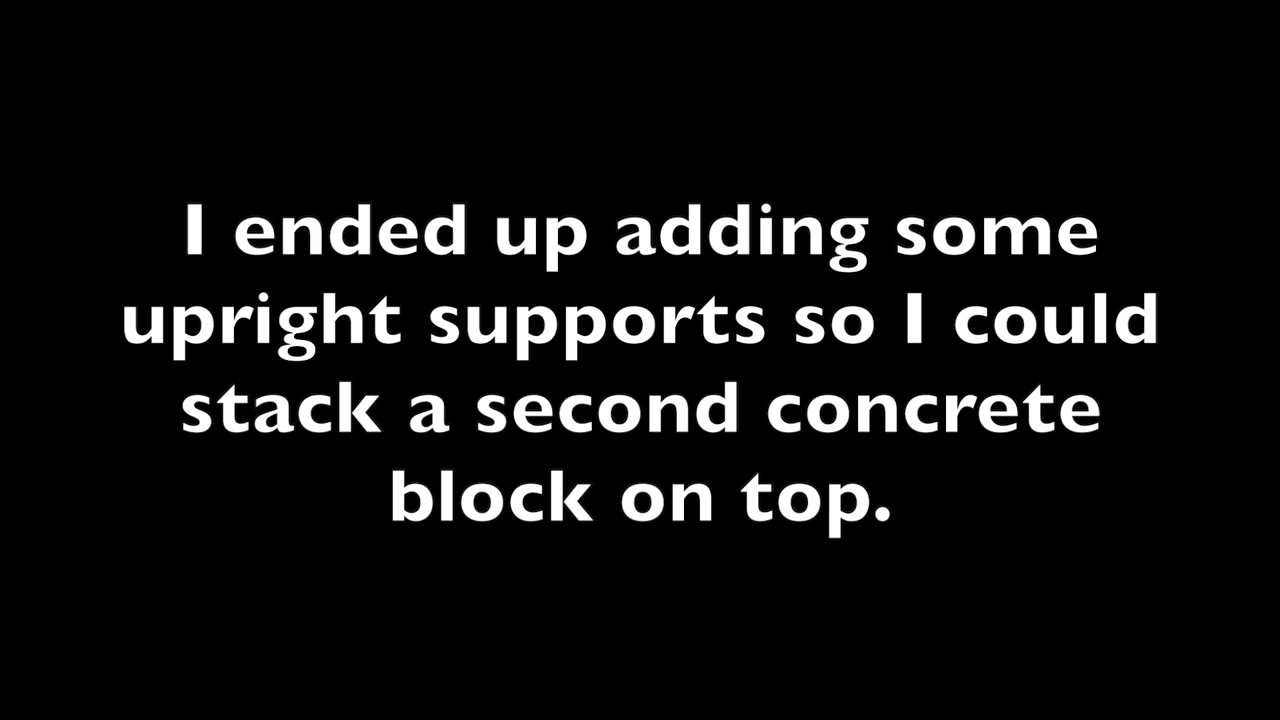 I ended up adding some
upright supports so I could
stack a second concrete
block on top.